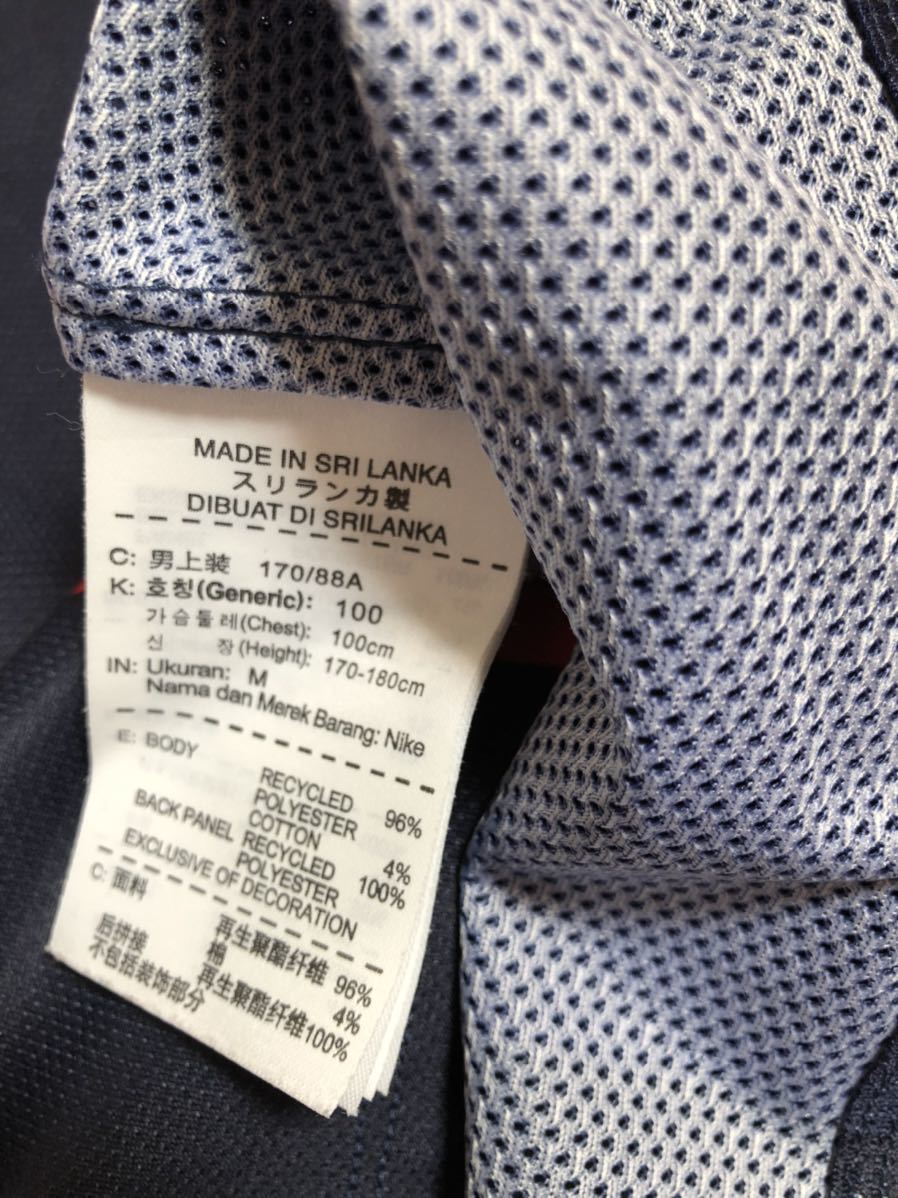 MADE IN SRI LANKA
スリランカ製
DIBUAT DI SRILANKA
C: 男上装 170/88A
K: 호칭(Generic): 100
가슴둘레(Chest): 100cm
신 장(Height): 170-180cm
IN: Ukuran: M
Nama dan Merek Barang: Nike
E: BODY
RECYCLED
POLYESTER 96%
COTTON 4%
BACK PANEL RECYCLED
POLYESTER 100%
EXCLUSIVE OF DECORATION
C: 面料
再生聚酯纤维 96%
棉 4%
后拼接 再生聚酯纤维100%
不包括装饰部分